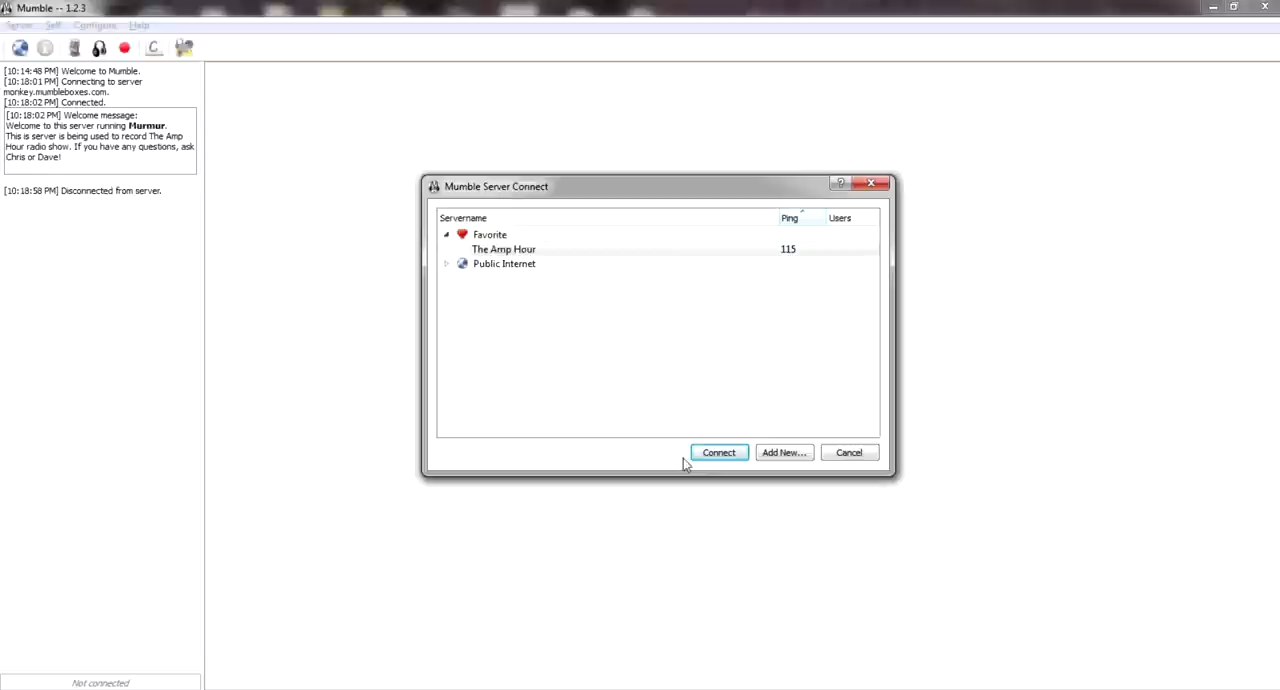 Mumble -- 1.2.3
Server Self Configure Help
[10:14:48 PM] Welcome to Mumble.
[10:18:01 PM] Connecting to server
monkey.mumbleboxes.com.
[10:18:02 PM] Connected.
[10:18:02 PM] Welcome message:
Welcome to this server running Murmur.
This is server is being used to record The Amp
Hour radio show. If you have any questions, ask
Chris or Dave!
[10:18:58 PM] Disconnected from server.
Mumble Server Connect
Servername Ping Users
Favorite
The Amp Hour 115
Public Internet
Connect Add New... Cancel
Not connected